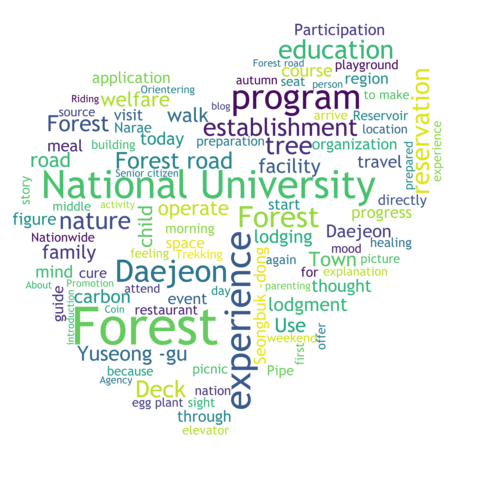 Participation
education
Forest road
Orientering
autumn
playground
application
course
seat
person
region
Riding
program
to make
welfare
blog
source
visit
walk
arrive
Reservoir
reservation
Forest
Narae
establishment
location
meal
building
today
preparation
tree
organization
prepared
experience
road
Forest road
facility
travel
Senior citizen
National University
story
middle
activity
operate
start
directly
figure
nature
child
Forest
progress
Nationwide
morning
lodging
Daejeon
healing
family
feeling
Trekking
space
again
mood
picture
mind
cure
Daejeon
experience
Seongbuk -dong
Town
for
explanation
About
Promotion
attend
day
parenting
thought
guide
carbon
event
lodgment
Introduction
Coin
restaurant
Use
offer
Forest
weekend
first
Yuseong -gu
because
picnic
Pipe
Agency
Deck
nation
egg plant
sight
through
elevator